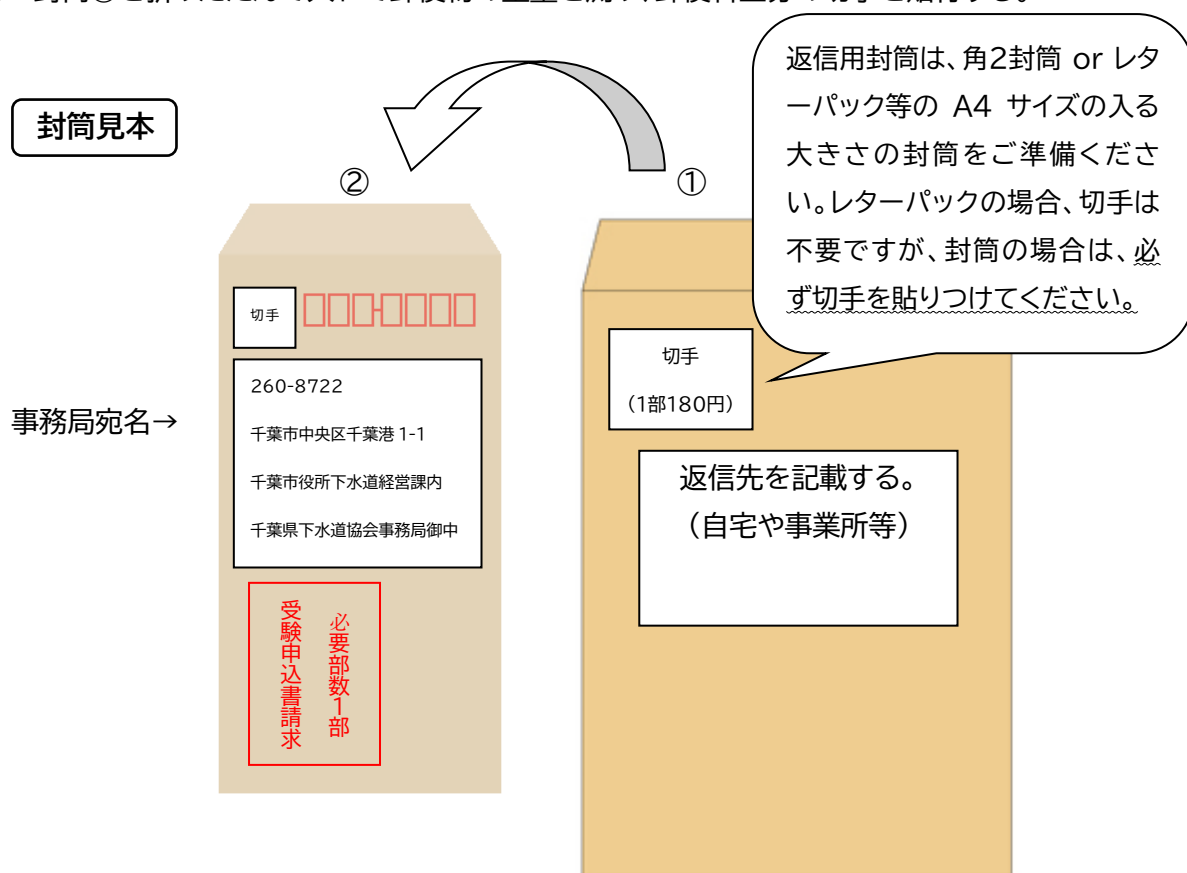 封筒見本
返信用封筒は、角2封筒 or レタ
ーパック等の A4 サイズの入る
大きさの封筒をご準備くださ
い。レターパックの場合、切手は
不要ですが、封筒の場合は、必
ず切手を貼りつけてください。
②
①
切手
事務局宛名→
260-8722
千葉市中央区千葉港 1-1
千葉市役所下水道経営課内
千葉県下水道協会事務局御中
必要部数1部
受験申込書請求
切手
(1部180円)
返信先を記載する。
(自宅や事業所等)